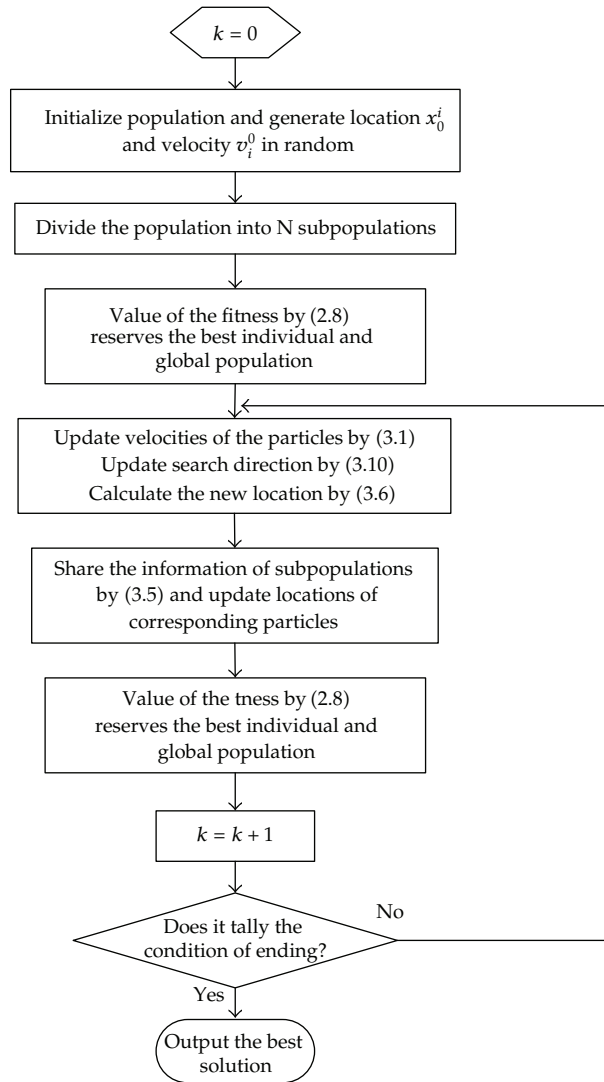 k = 0
Initialize population and generate location $x_0^i$
and velocity $v_i^0$ in random
Divide the population into N subpopulations
Value of the fitness by (2.8)
reserves the best individual and
global population
Update velocities of the particles by (3.1)
Update search direction by (3.10)
Calculate the new location by (3.6)
Share the information of subpopulations
by (3.5) and update locations of
corresponding particles
Value of the tness by (2.8)
reserves the best individual and
global population
k = k + 1
Does it tally the
condition of ending?
No
Yes
Output the best
solution